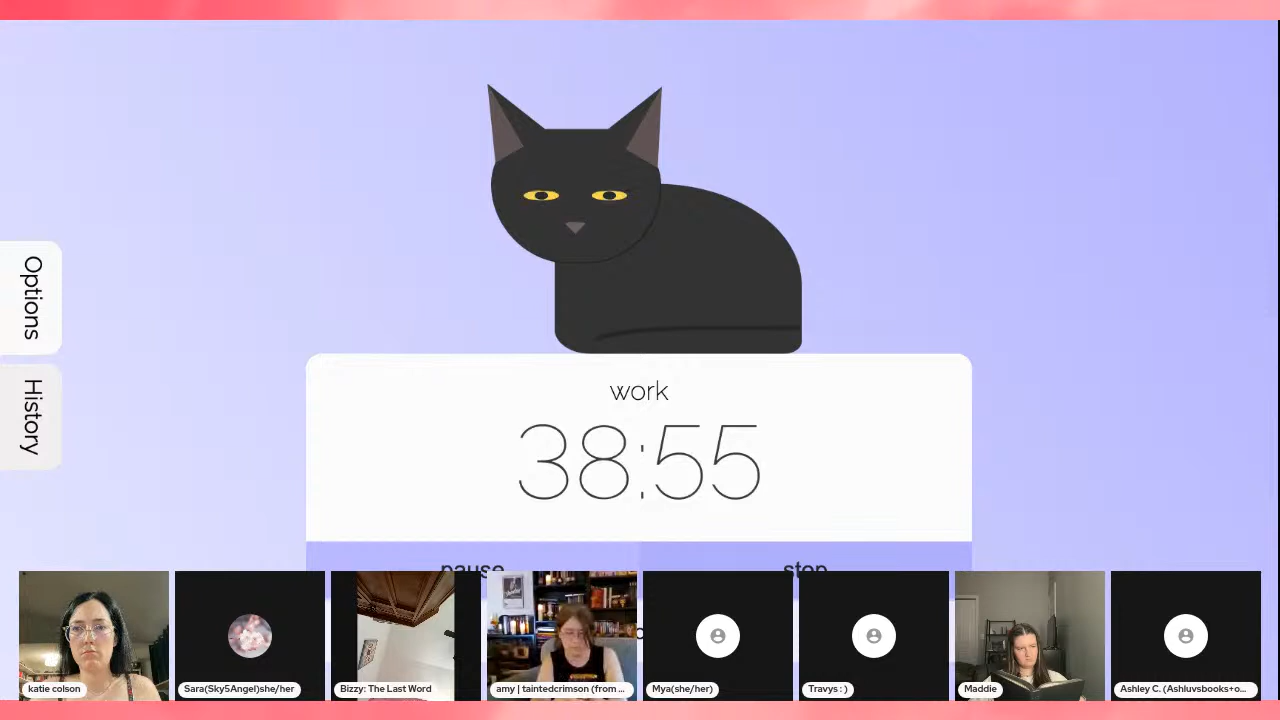 Options
History
work
38:55
pause
stop
katie colson
Sara(Sky5Angel)she/her
Bizzy: The Last Word
amy | taintedcrimson (from ...
Mya(she/her)
Travys : )
Maddie
Ashley C. (Ashluvsbooks+o...